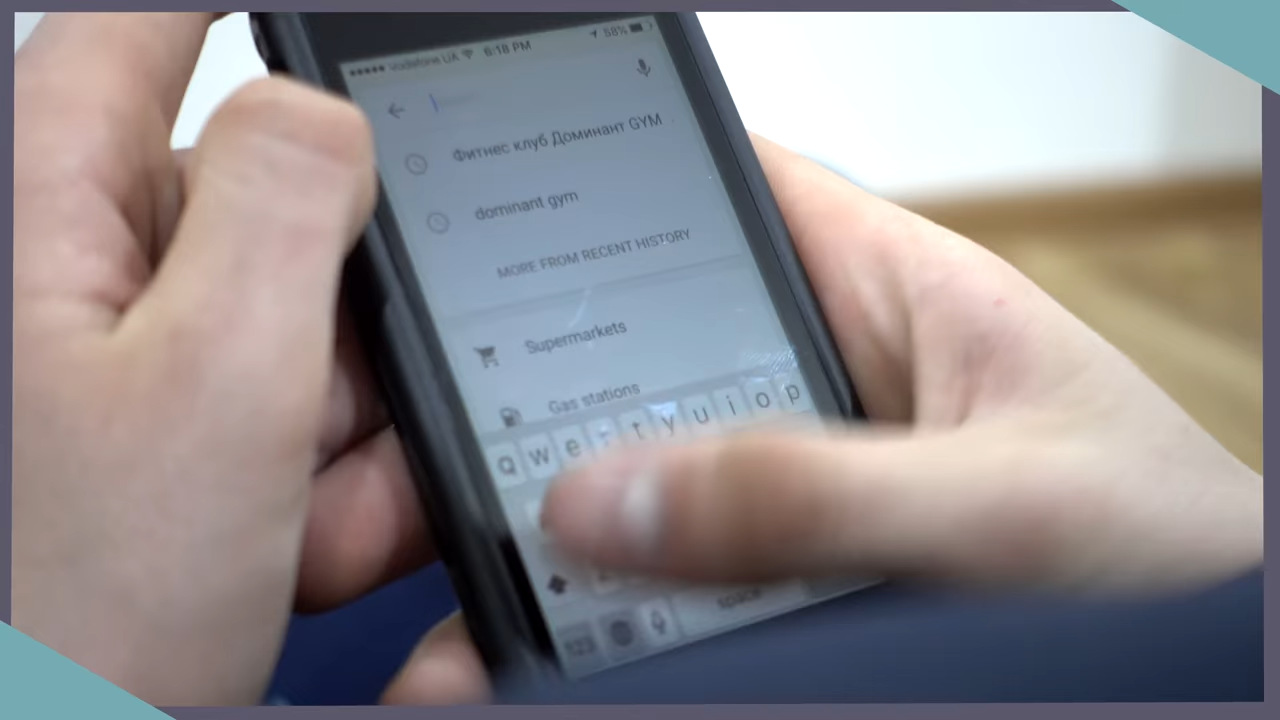 vodafone UA 6:18 PM 58%
Фитнес клуб Доминант GYM
dominant gym
MORE FROM RECENT HISTORY
Supermarkets
Gas stations
q w e r t y u i o p
123 space